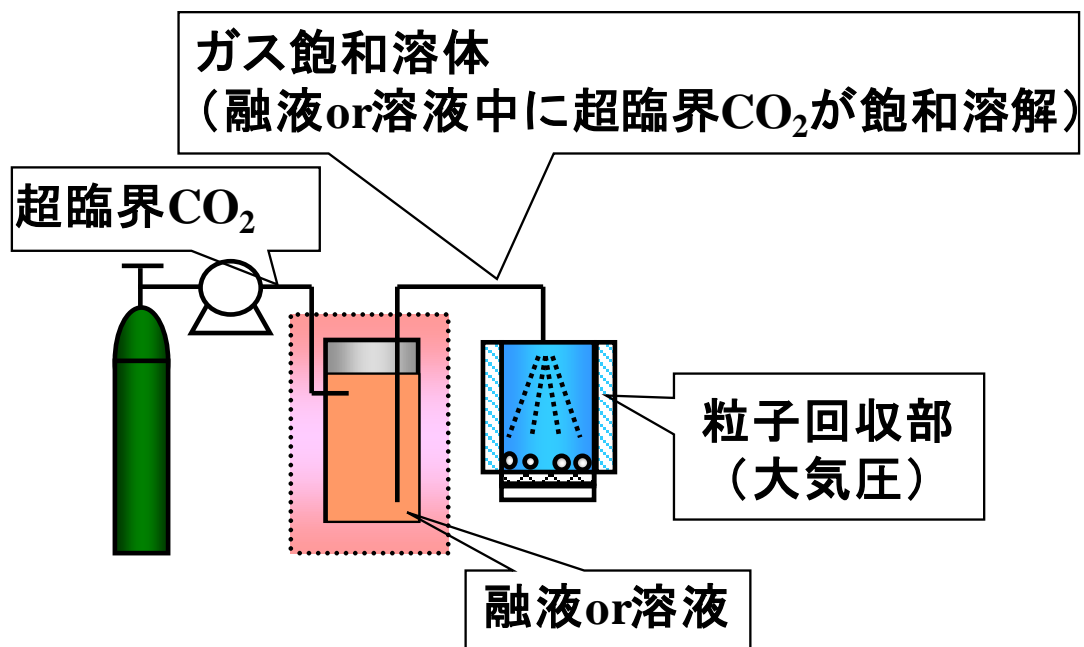 ガス飽和溶体
（融液or溶液中に超臨界CO₂が飽和溶解）
超臨界CO₂
粒子回収部
（大気圧）
融液or溶液